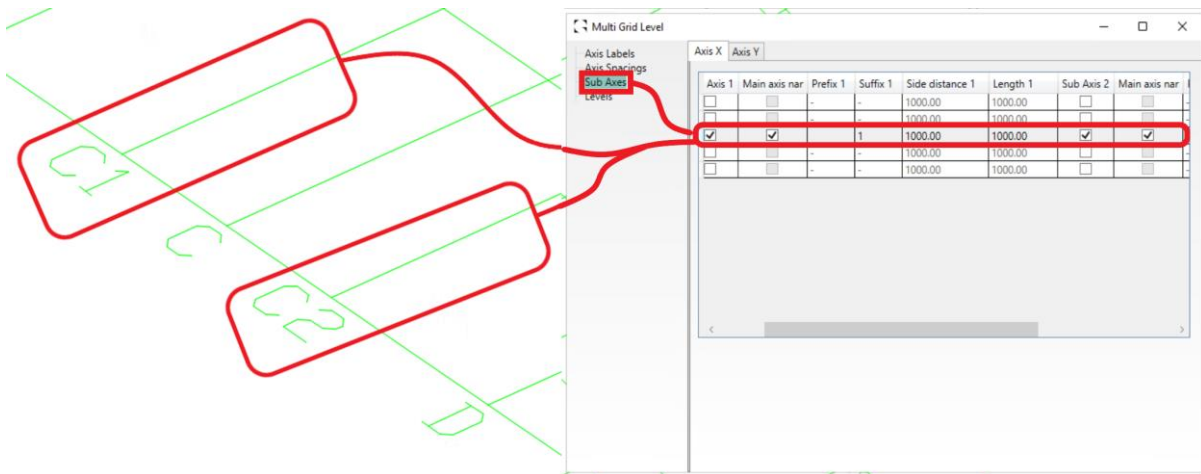 Multi Grid Level
Axis Labels
Axis Spacings
Sub Axes
Levels
Axis X Axis Y
Axis 1 Main axis nar Prefix 1 Suffix 1 Side distance 1 Length 1 Sub Axis 2 Main axis nar
- - 1000.00 1000.00
- - 1000.00 1000.00
1 1000.00 1000.00
- - 1000.00 1000.00
- - 1000.00 1000.00
C1
C
C2
D